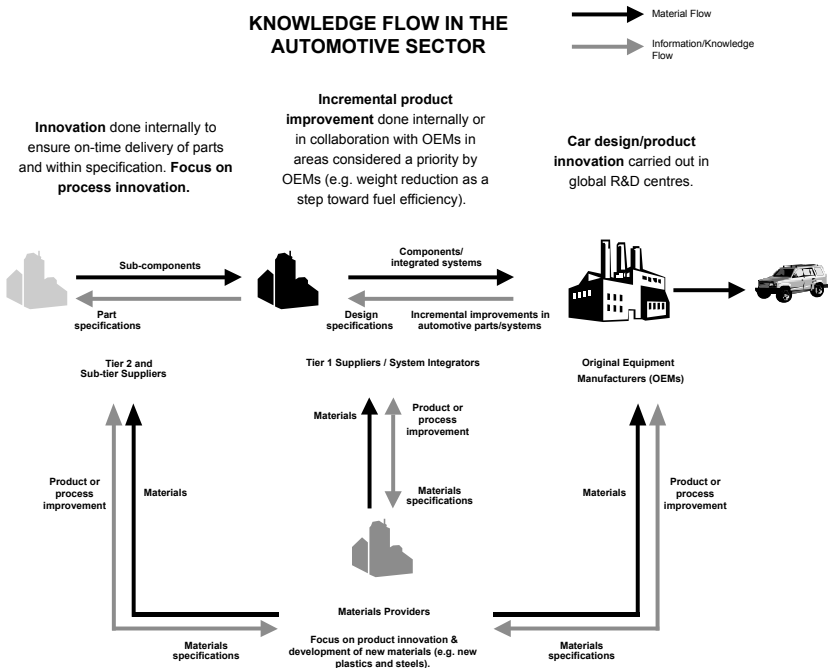 KNOWLEDGE FLOW IN THE
AUTOMOTIVE SECTOR
Material Flow
Information/Knowledge
Flow
Innovation done internally to
ensure on-time delivery of parts
and within specification. Focus on
process innovation.
Incremental product
improvement done internally or
in collaboration with OEMs in
areas considered a priority by
OEMs (e.g. weight reduction as a
step toward fuel efficiency).
Car design/product
innovation carried out in
global R&D centres.
Sub-components
Part
specifications
Components/
integrated systems
Design
specifications
Incremental improvements in
automotive parts/systems
Tier 2 and
Sub-tier Suppliers
Tier 1 Suppliers / System Integrators
Original Equipment
Manufacturers (OEMs)
Product or
process
improvement
Materials
Materials
Product or
process
improvement
Materials
specifications
Materials
Product or
process
improvement
Materials Providers
Focus on product innovation &
development of new materials (e.g. new
plastics and steels).
Materials
specifications
Materials
specifications